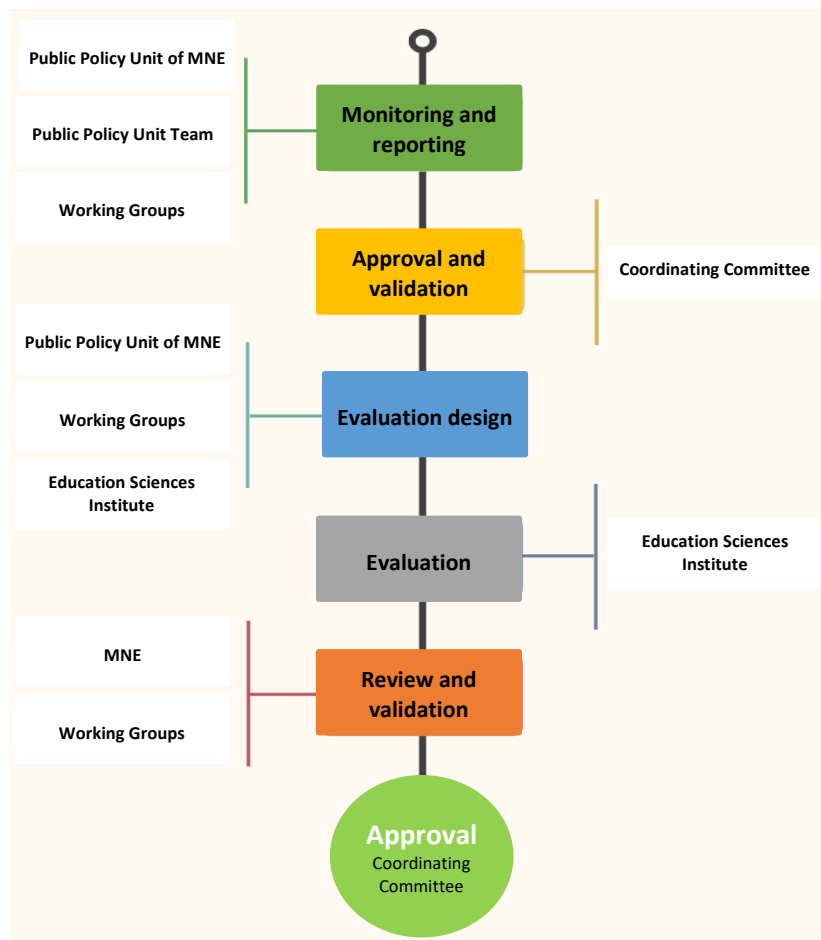 Public Policy Unit of MNE
Public Policy Unit Team
Working Groups
Monitoring and
reporting
Approval and
validation
Coordinating Committee
Public Policy Unit of MNE
Working Groups
Education Sciences
Institute
Evaluation design
Evaluation
Education Sciences
Institute
MNE
Working Groups
Review and
validation
Approval
Coordinating
Committee